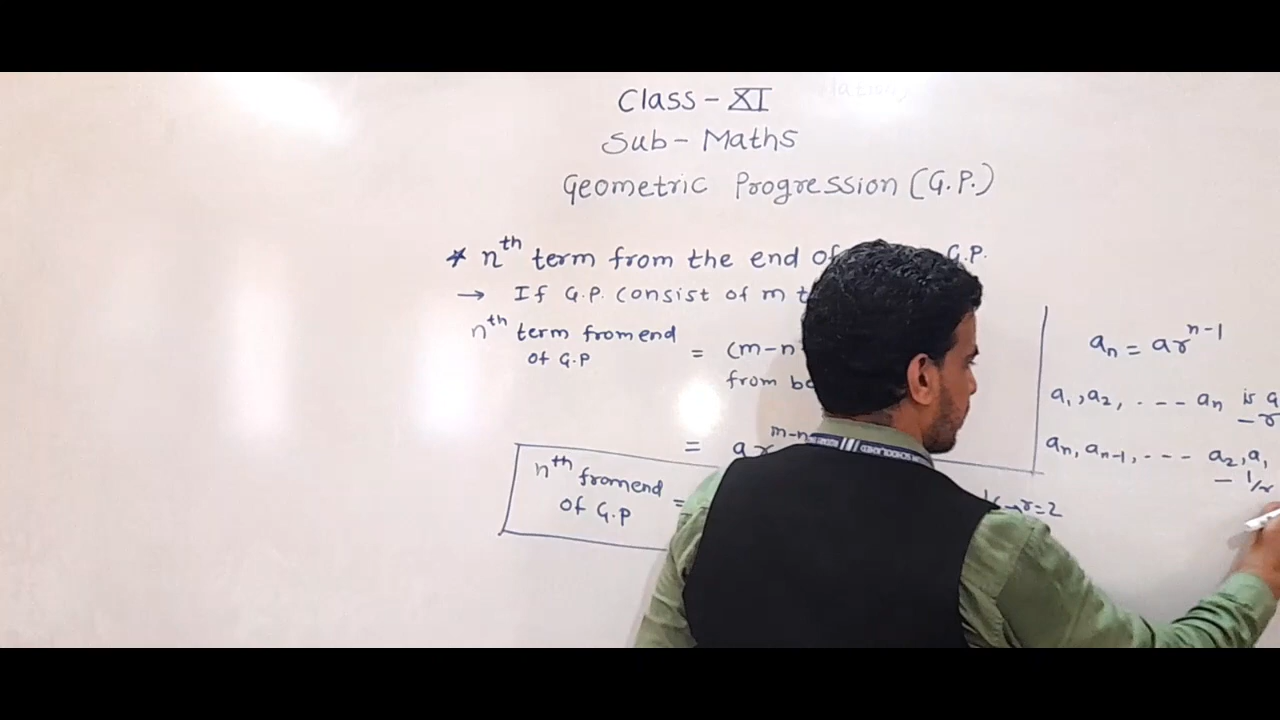 Class - XI
Sub - Maths
Geometric Progression (G.P.)
* nth term from the end of G.P.
→ If G.P. Consist of m
nth term from end of G.P = (m-n
from
= ar^m-n
nth from end of G.P =
→ r=2
an = ar^n-1
a1, a2, . --- an is
- r
an, an-1, . --- a2, a1
- 1/r